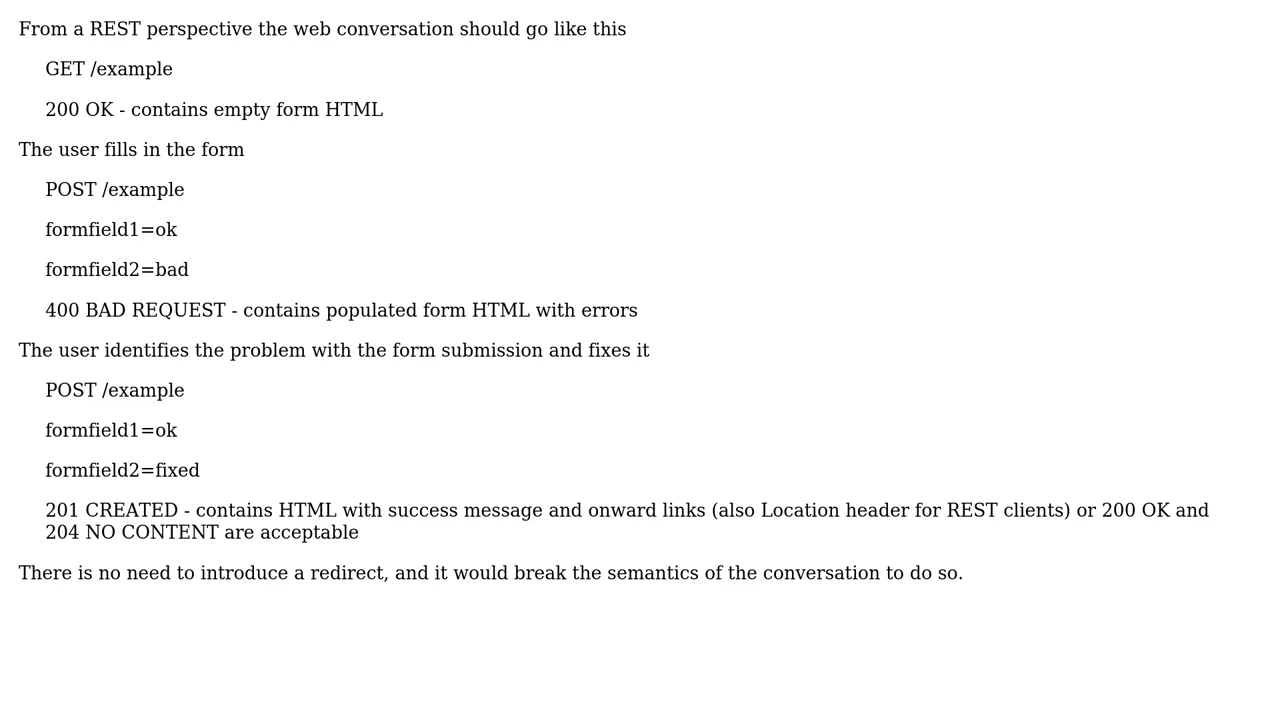 From a REST perspective the web conversation should go like this
GET /example
200 OK - contains empty form HTML
The user fills in the form
POST /example
formfield1=ok
formfield2=bad
400 BAD REQUEST - contains populated form HTML with errors
The user identifies the problem with the form submission and fixes it
POST /example
formfield1=ok
formfield2=fixed
201 CREATED - contains HTML with success message and onward links (also Location header for REST clients) or 200 OK and
204 NO CONTENT are acceptable
There is no need to introduce a redirect, and it would break the semantics of the conversation to do so.